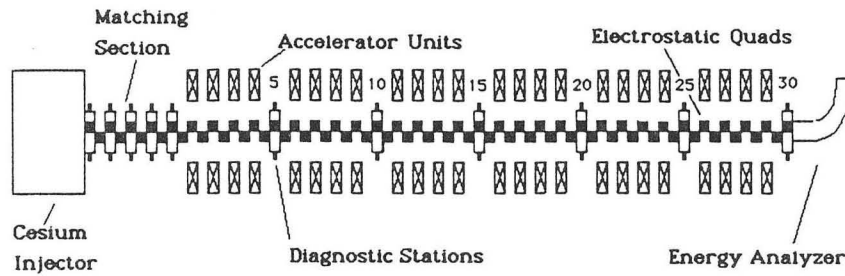 Matching
Section
Accelerator Units
Electrostatic Quads
5
10
15
20
25
30
Cesium
Injector
Diagnostic Stations
Energy Analyzer